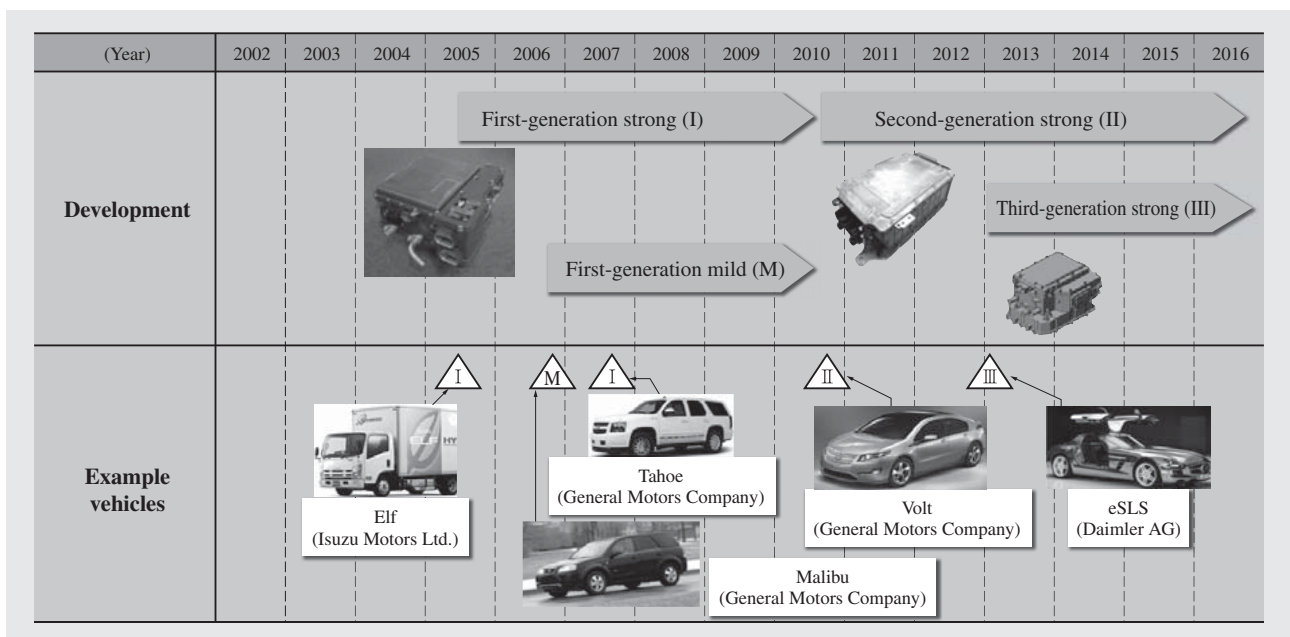 (Year) 2002 2003 2004 2005 2006 2007 2008 2009 2010 2011 2012 2013 2014 2015 2016
Development
First-generation strong (I)
Second-generation strong (II)
Third-generation strong (III)
First-generation mild (M)
Example
vehicles
I
M
I
II
III
ELF HY
Elf
(Isuzu Motors Ltd.)
Tahoe
(General Motors Company)
Malibu
(General Motors Company)
Volt
(General Motors Company)
eSLS
(Daimler AG)